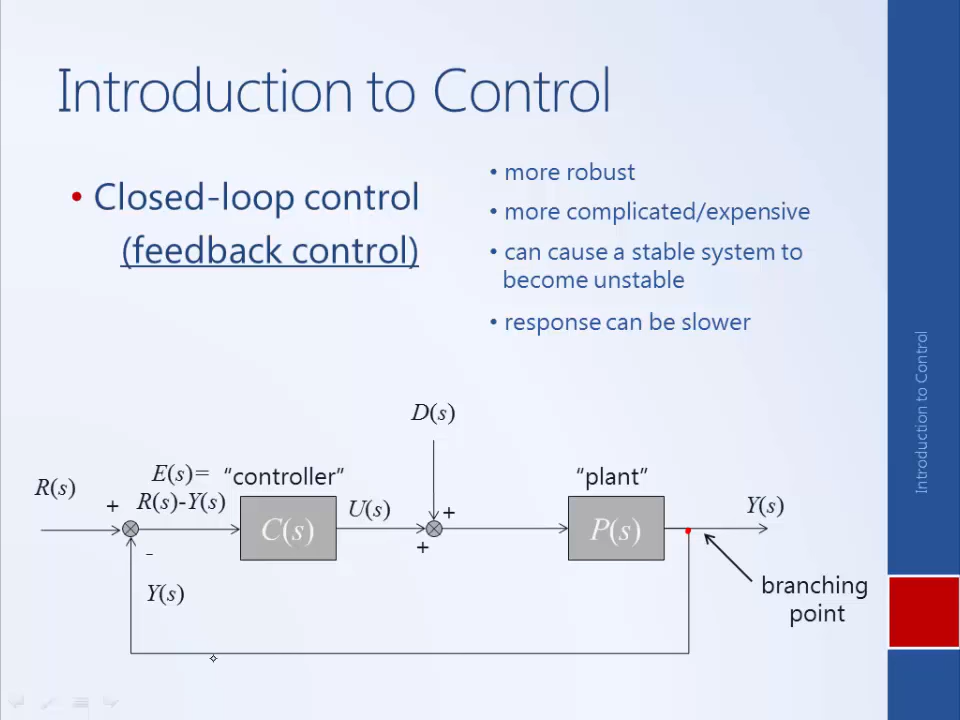 Introduction to Control
• Closed-loop control
(feedback control)
• more robust
• more complicated/expensive
• can cause a stable system to
become unstable
• response can be slower
D(s)
R(s)
+
E(s)=
R(s)-Y(s)
“controller”
C(s)
U(s)
+
+
“plant”
P(s)
Y(s)
−
Y(s)
branching
point
Introduction to Control